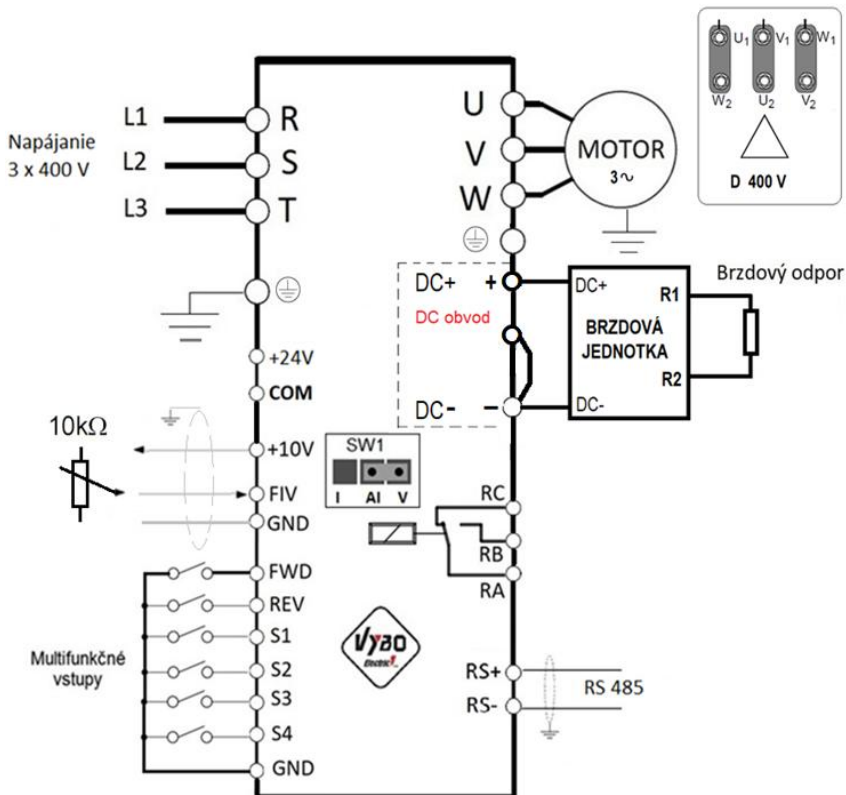 Napájanie
3 x 400 V
L1
L2
L3
R
S
T
U
V
W
MOTOR
3∿
U1 V1 W1
W2 U2 V2
D 400 V
DC+ +
DC obvod
DC- −
DC+
R1
BRZDOVÁ
JEDNOTKA
R2
DC-
Brzdový odpor
+24V
COM
10kΩ
+10V
FIV
GND
SW1
I AI V
RC
RB
RA
Multifunkčné
vstupy
FWD
REV
S1
S2
S3
S4
GND
VYBO
Electric
RS+
RS-
RS 485